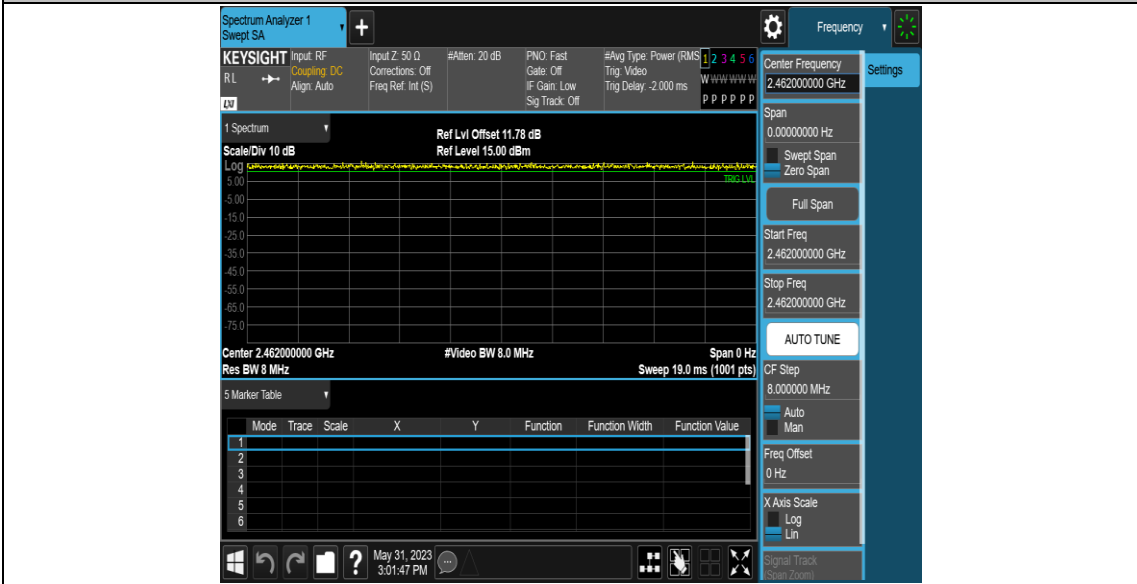 Spectrum Analyzer 1
Swept SA
+
Frequency
KEYSIGHT
Input: RF
Coupling: DC
Align: Auto
Input Z: 50 Ω
Corrections: Off
Freq Ref: Int (S)
#Atten: 20 dB
PNO: Fast
Gate: Off
IF Gain: Low
Sig Track: Off
#Avg Type: Power (RMS
Trig: Video
Trig Delay: -2.000 ms
1 2 3 4 5 6
W W W W W W
P P P P P P
R L
LXI
Center Frequency
2.462000000 GHz
Settings
Span
0.00000000 Hz
Swept Span
Zero Span
Full Span
Start Freq
2.462000000 GHz
Stop Freq
2.462000000 GHz
AUTO TUNE
CF Step
8.000000 MHz
Auto
Man
Freq Offset
0 Hz
X Axis Scale
Log
Lin
Signal Track
(Span Zoom)
1 Spectrum
Scale/Div 10 dB
Ref Lvl Offset 11.78 dB
Ref Level 15.00 dBm
Log
TRIG LVL
5.00
-5.00
-15.0
-25.0
-35.0
-45.0
-55.0
-65.0
-75.0
Center 2.462000000 GHz
#Video BW 8.0 MHz
Span 0 Hz
Res BW 8 MHz
Sweep 19.0 ms (1001 pts)
5 Marker Table
Mode Trace Scale X Y Function Function Width Function Value
1
2
3
4
5
6
?
May 31, 2023
3:01:47 PM